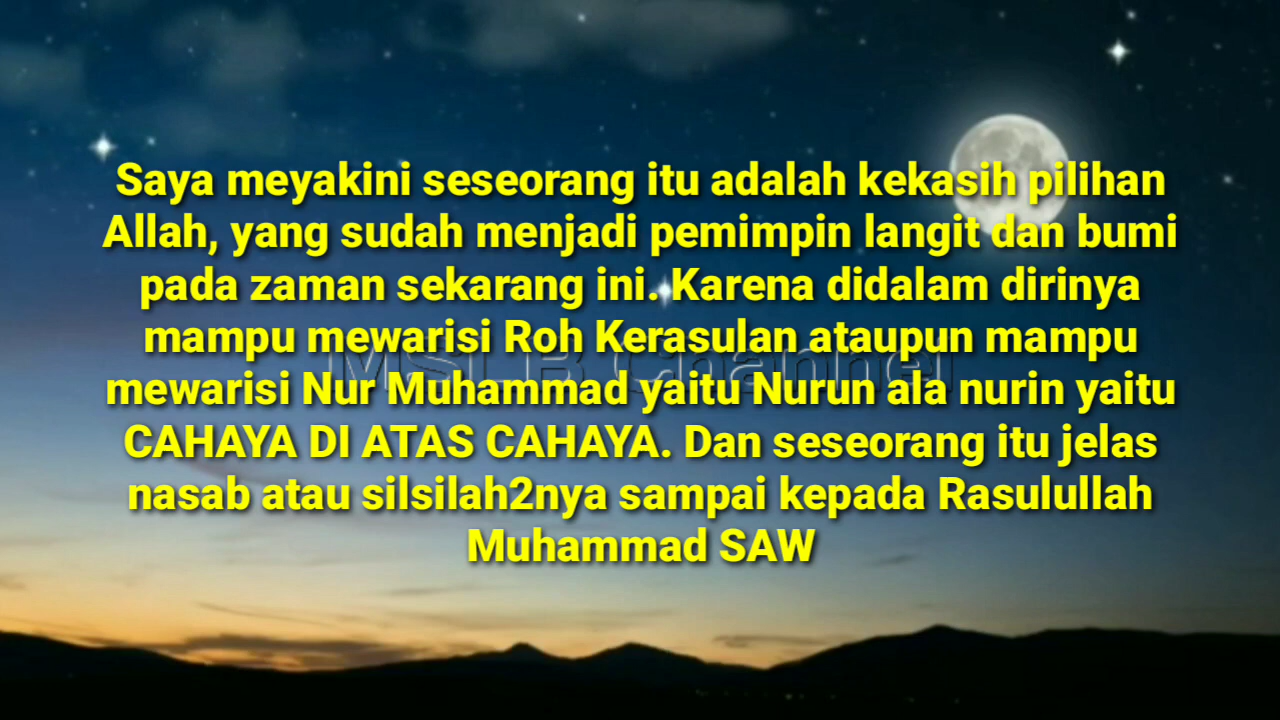 Saya meyakini seseorang itu adalah kekasih pilihan
Allah, yang sudah menjadi pemimpin langit dan bumi
pada zaman sekarang ini. Karena didalam dirinya
mampu mewarisi Roh Kerasulan ataupun mampu
mewarisi Nur Muhammad yaitu Nurun ala nurin yaitu
CAHAYA DI ATAS CAHAYA. Dan seseorang itu jelas
nasab atau silsilah2nya sampai kepada Rasulullah
Muhammad SAW
Channel